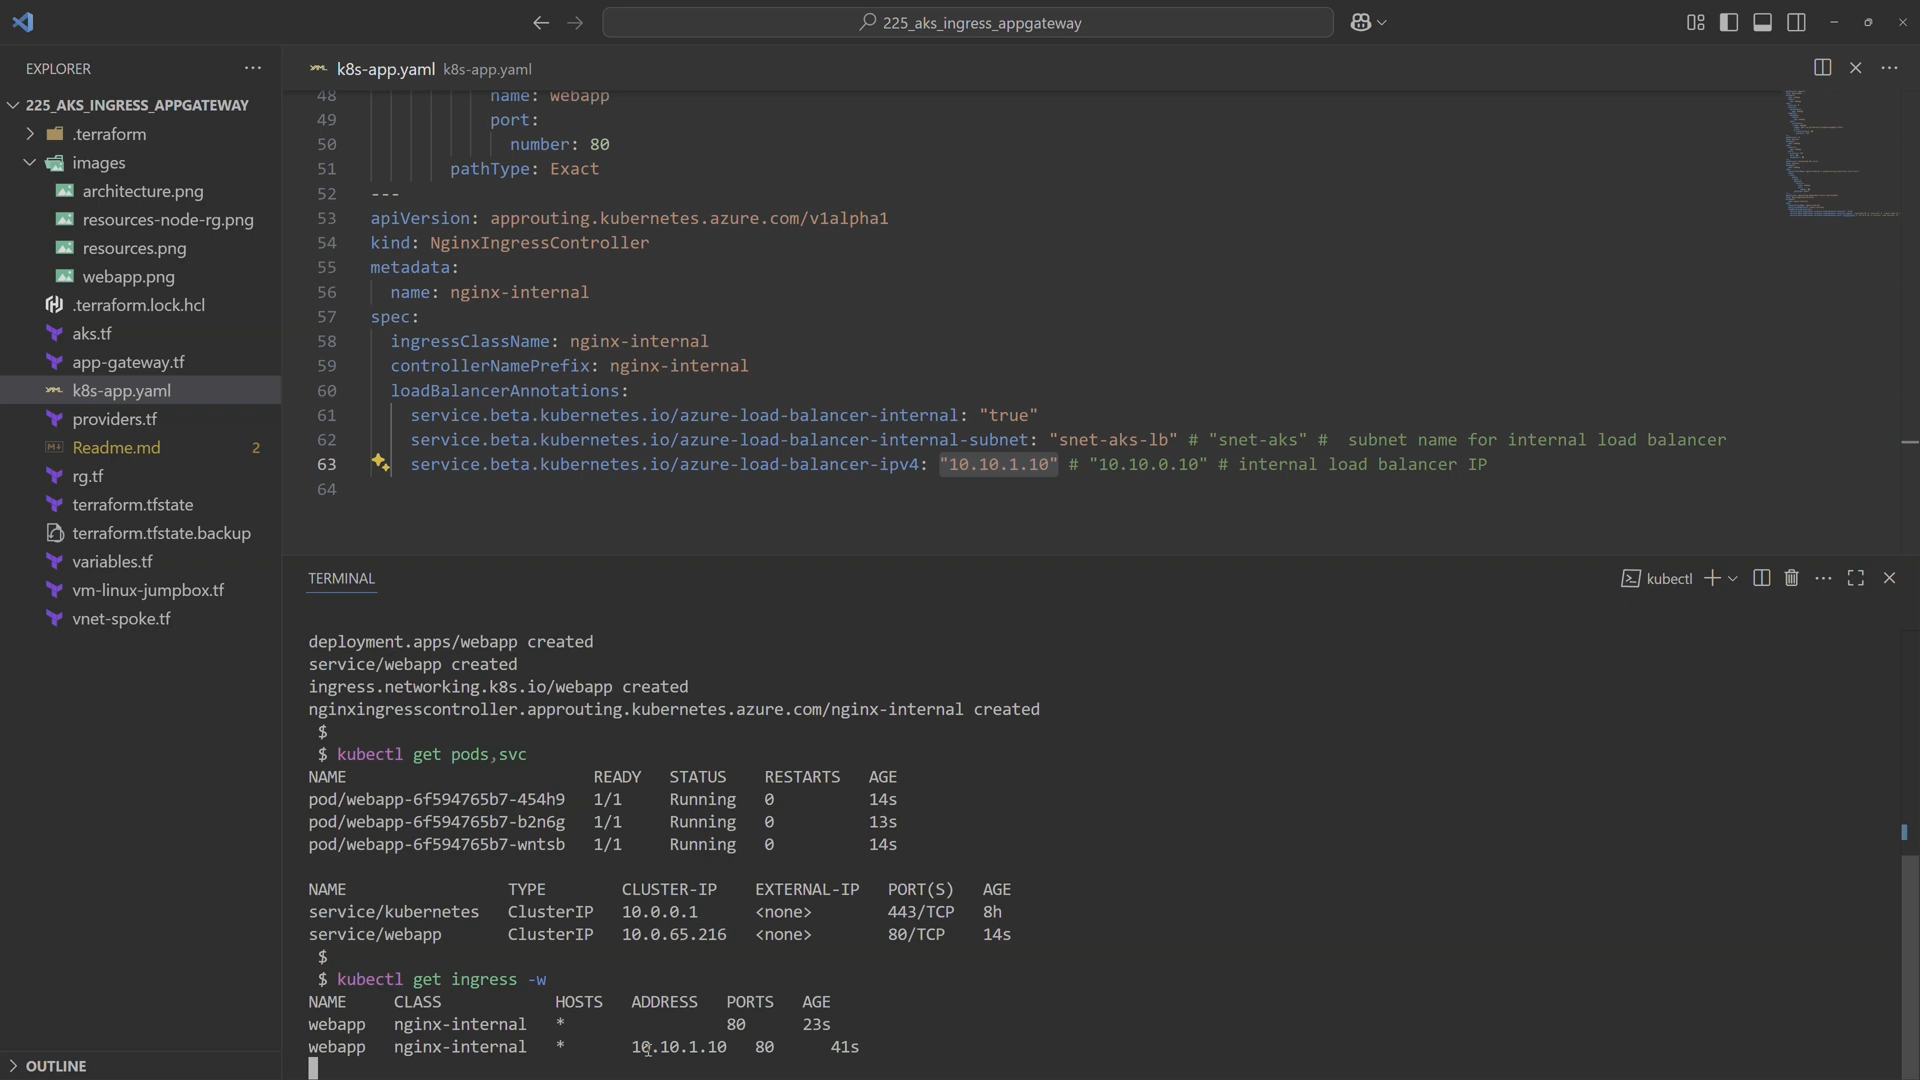 225_aks_ingress_appgateway
EXPLORER
225_AKS_INGRESS_APPGATEWAY
.terraform
images
architecture.png
resources-node-rg.png
resources.png
webapp.png
.terraform.lock.hcl
aks.tf
app-gateway.tf
k8s-app.yaml
providers.tf
Readme.md 2
rg.tf
terraform.tfstate
terraform.tfstate.backup
variables.tf
vm-linux-jumpbox.tf
vnet-spoke.tf
OUTLINE
k8s-app.yaml k8s-app.yaml
48 name: webapp
49 port:
50 number: 80
51 pathType: Exact
52 ---
53 apiVersion: approuting.kubernetes.azure.com/v1alpha1
54 kind: NginxIngressController
55 metadata:
56 name: nginx-internal
57 spec:
58 ingressClassName: nginx-internal
59 controllerNamePrefix: nginx-internal
60 loadBalancerAnnotations:
61 service.beta.kubernetes.io/azure-load-balancer-internal: "true"
62 service.beta.kubernetes.io/azure-load-balancer-internal-subnet: "snet-aks-lb" # "snet-aks" # subnet name for internal load balancer
63 service.beta.kubernetes.io/azure-load-balancer-ipv4: "10.10.1.10" # "10.10.0.10" # internal load balancer IP
64
TERMINAL
kubectl
deployment.apps/webapp created
service/webapp created
ingress.networking.k8s.io/webapp created
nginxingresscontroller.approuting.kubernetes.azure.com/nginx-internal created
$
$ kubectl get pods,svc
NAME READY STATUS RESTARTS AGE
pod/webapp-6f594765b7-454h9 1/1 Running 0 14s
pod/webapp-6f594765b7-b2n6g 1/1 Running 0 13s
pod/webapp-6f594765b7-wntsb 1/1 Running 0 14s
NAME TYPE CLUSTER-IP EXTERNAL-IP PORT(S) AGE
service/kubernetes ClusterIP 10.0.0.1 <none> 443/TCP 8h
service/webapp ClusterIP 10.0.65.216 <none> 80/TCP 14s
$
$ kubectl get ingress -w
NAME CLASS HOSTS ADDRESS PORTS AGE
webapp nginx-internal * 80 23s
webapp nginx-internal * 10.10.1.10 80 41s